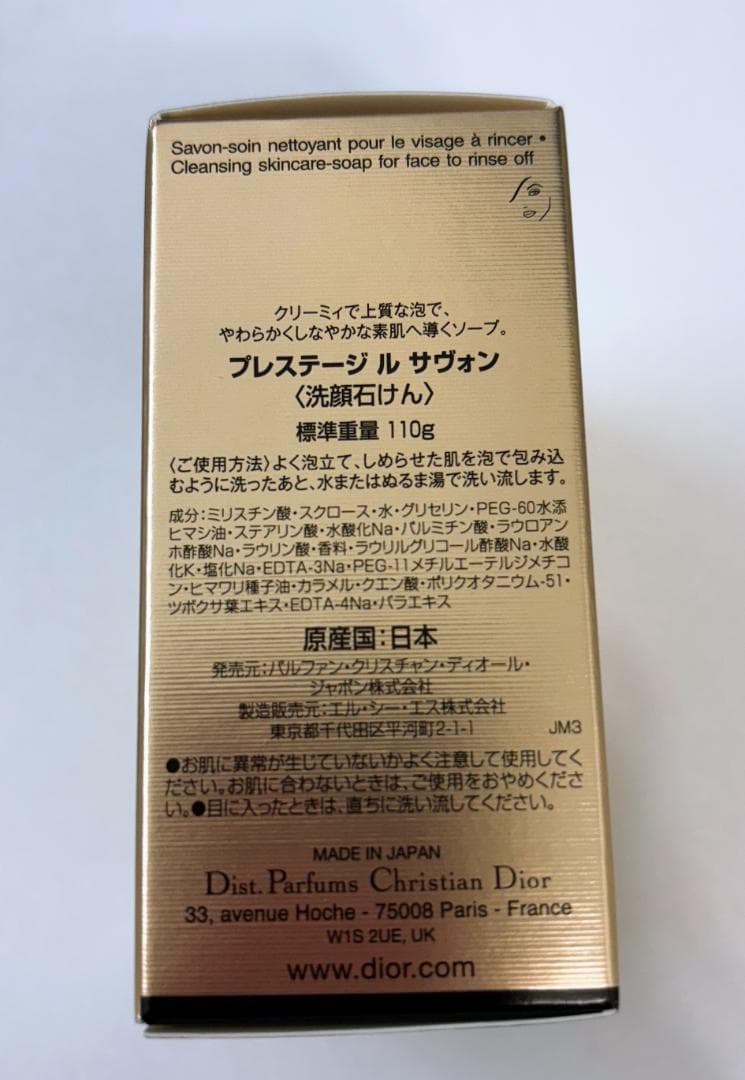 Savon-soin nettoyant pour le visage à rincer •
Cleansing skincare-soap for face to rinse off
クリーミィで上質な泡で、
やわらかくしなやかな素肌へ導くソープ。
プレステージ ル サヴォン
〈洗顔石けん〉
標準重量 110g
〈ご使用方法〉よく泡立て、しめらせた肌を泡で包み込
むように洗ったあと、水またはぬるま湯で洗い流します。
成分：ミリスチン酸・スクロース・水・グリセリン・PEG-60水添
ヒマシ油・ステアリン酸・水酸化Na・パルミチン酸・ラウロアン
ホ酢酸Na・ラウリン酸・香料・ラウリルグリコール酢酸Na・水酸
化K・塩化Na・EDTA-3Na・PEG-11メチルエーテルジメチコ
ン・ヒマワリ種子油・カラメル・クエン酸・ポリクオタニウム-51・
ツボクサ葉エキス・EDTA-4Na・バラエキス
原産国：日本
発売元：パルファン・クリスチャン・ディオール・
ジャポン株式会社
製造販売元：エル・シー・エス株式会社
東京都千代田区平河町2-1-1 JM3
●お肌に異常が生じていないかよく注意して使用してく
ださい。お肌に合わないときは、ご使用をおやめくださ
い。●目に入ったときは、直ちに洗い流してください。
MADE IN JAPAN
Dist. Parfums Christian Dior
33, avenue Hoche - 75008 Paris - France
W1S 2UE, UK
www.dior.com